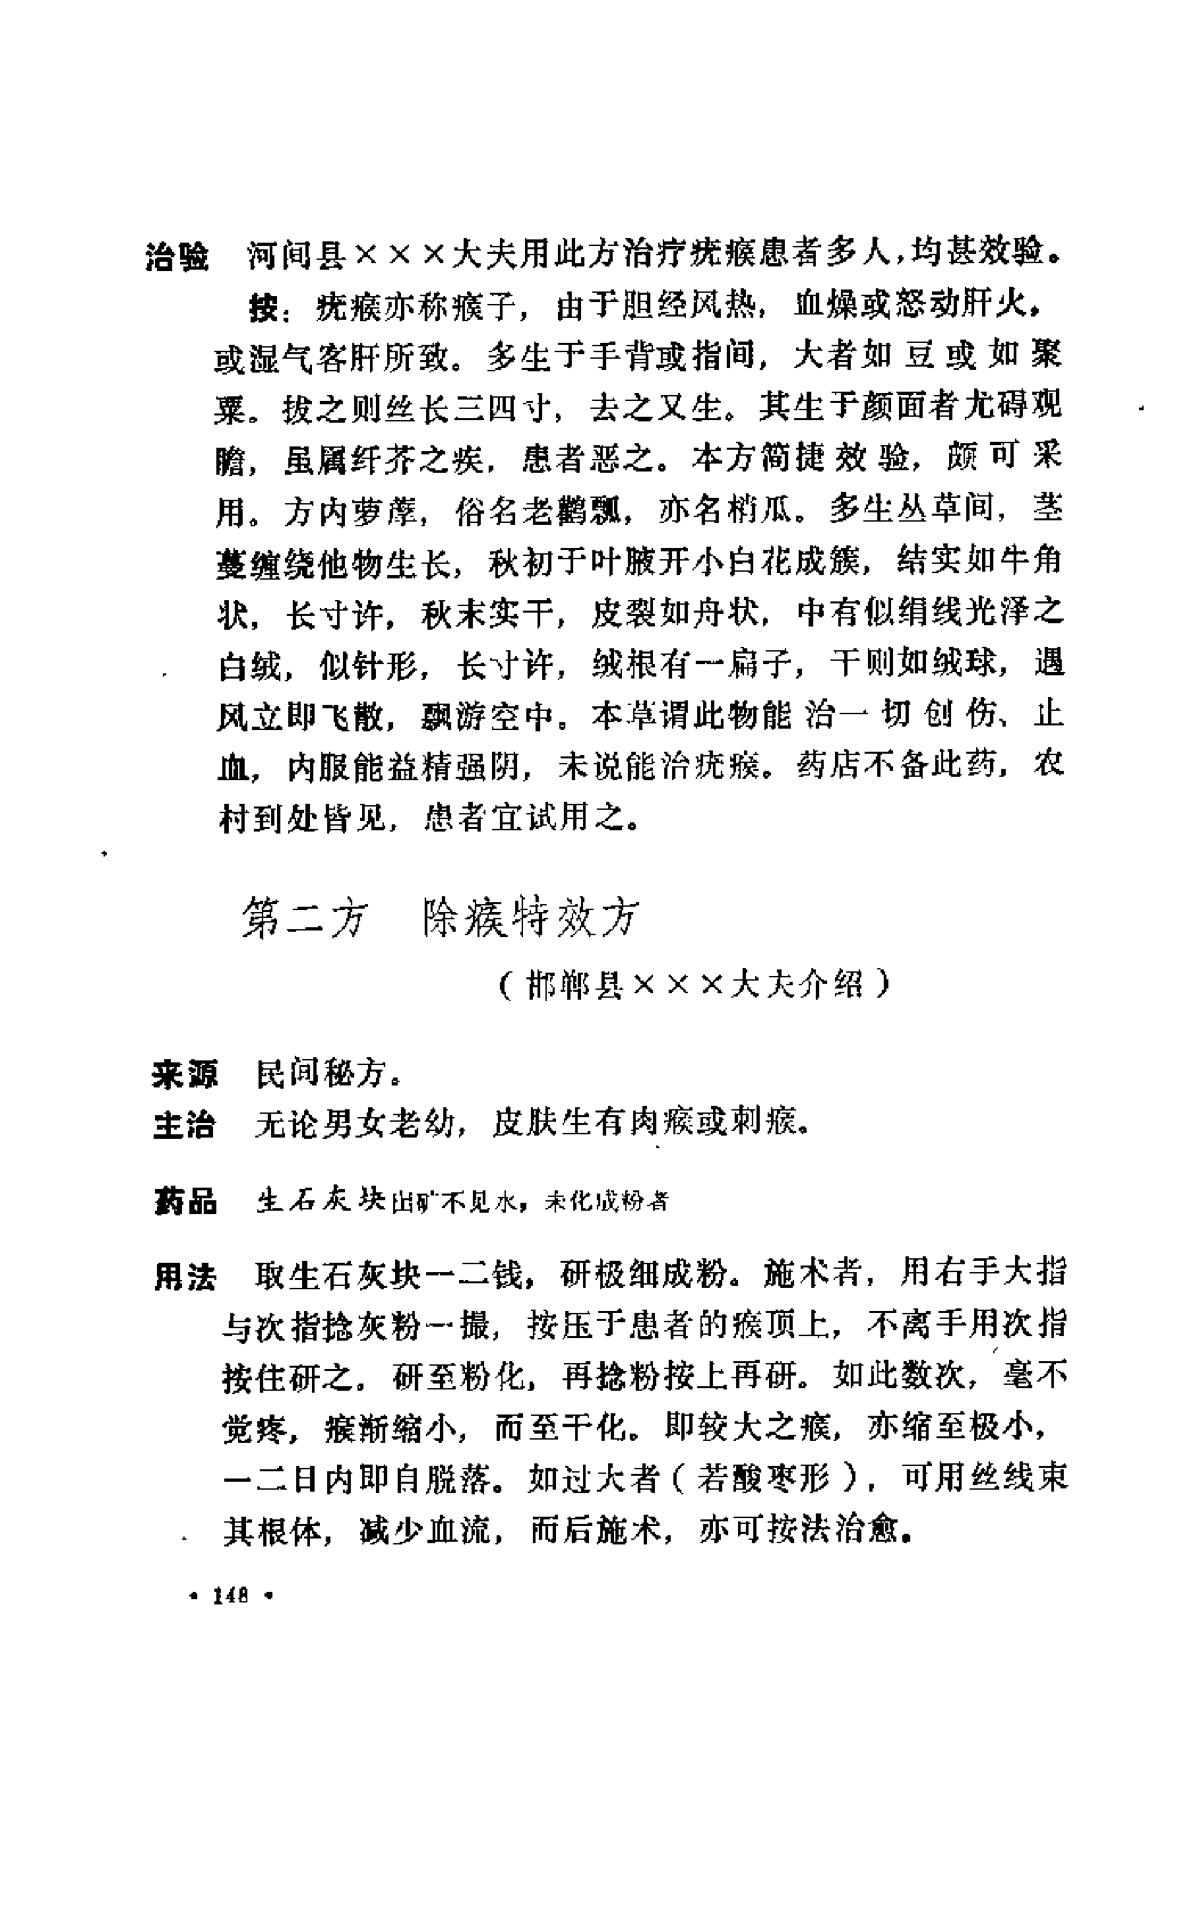 治验 河间县×××大夫用此方治疗疣瘊患者多人，均甚效验。
按：疣瘊亦称瘊子，由于胆经风热，血燥或怒动肝火，
或湿气客肝所致。多生于手背或指间，大者如豆或如聚
粟。拔之则丝长三四寸，去之又生。其生于颜面者尤碍观
瞻，虽属纤芥之疾，患者恶之。本方简捷效验，颇可采
用。方内萝藦，俗名老鹳瓢，亦名梢瓜。多生丛草间，茎
蔓缠绕他物生长，秋初于叶腋开小白花成簇，结实如牛角
状，长寸许，秋末实干，皮裂如舟状，中有似绢线光泽之
白绒，似针形，长寸许，绒根有一扁子，干则如绒球，遇
风立即飞散，飘游空中。本草谓此物能治一切创伤、止
血，内服能益精强阴，未说能治疣瘊。药店不备此药，农
村到处皆见，患者宜试用之。
第二方 除瘊特效方
（邯郸县×××大夫介绍）
来源 民间秘方。
主治 无论男女老幼，皮肤生有肉瘊或刺瘊。
药品 生石灰块出矿不见水，未化成粉者
用法 取生石灰块一二钱，研极细成粉。施术者，用右手大指
与次指捻灰粉一撮，按压于患者的瘊顶上，不离手用次指
按住研之。研至粉化，再捻粉按上再研。如此数次，毫不
觉疼，瘊渐缩小，而至干化。即较大之瘊，亦缩至极小，
一二日内即自脱落。如过大者（若酸枣形），可用丝线束
其根体，减少血流，而后施术，亦可按法治愈。
• 148 •